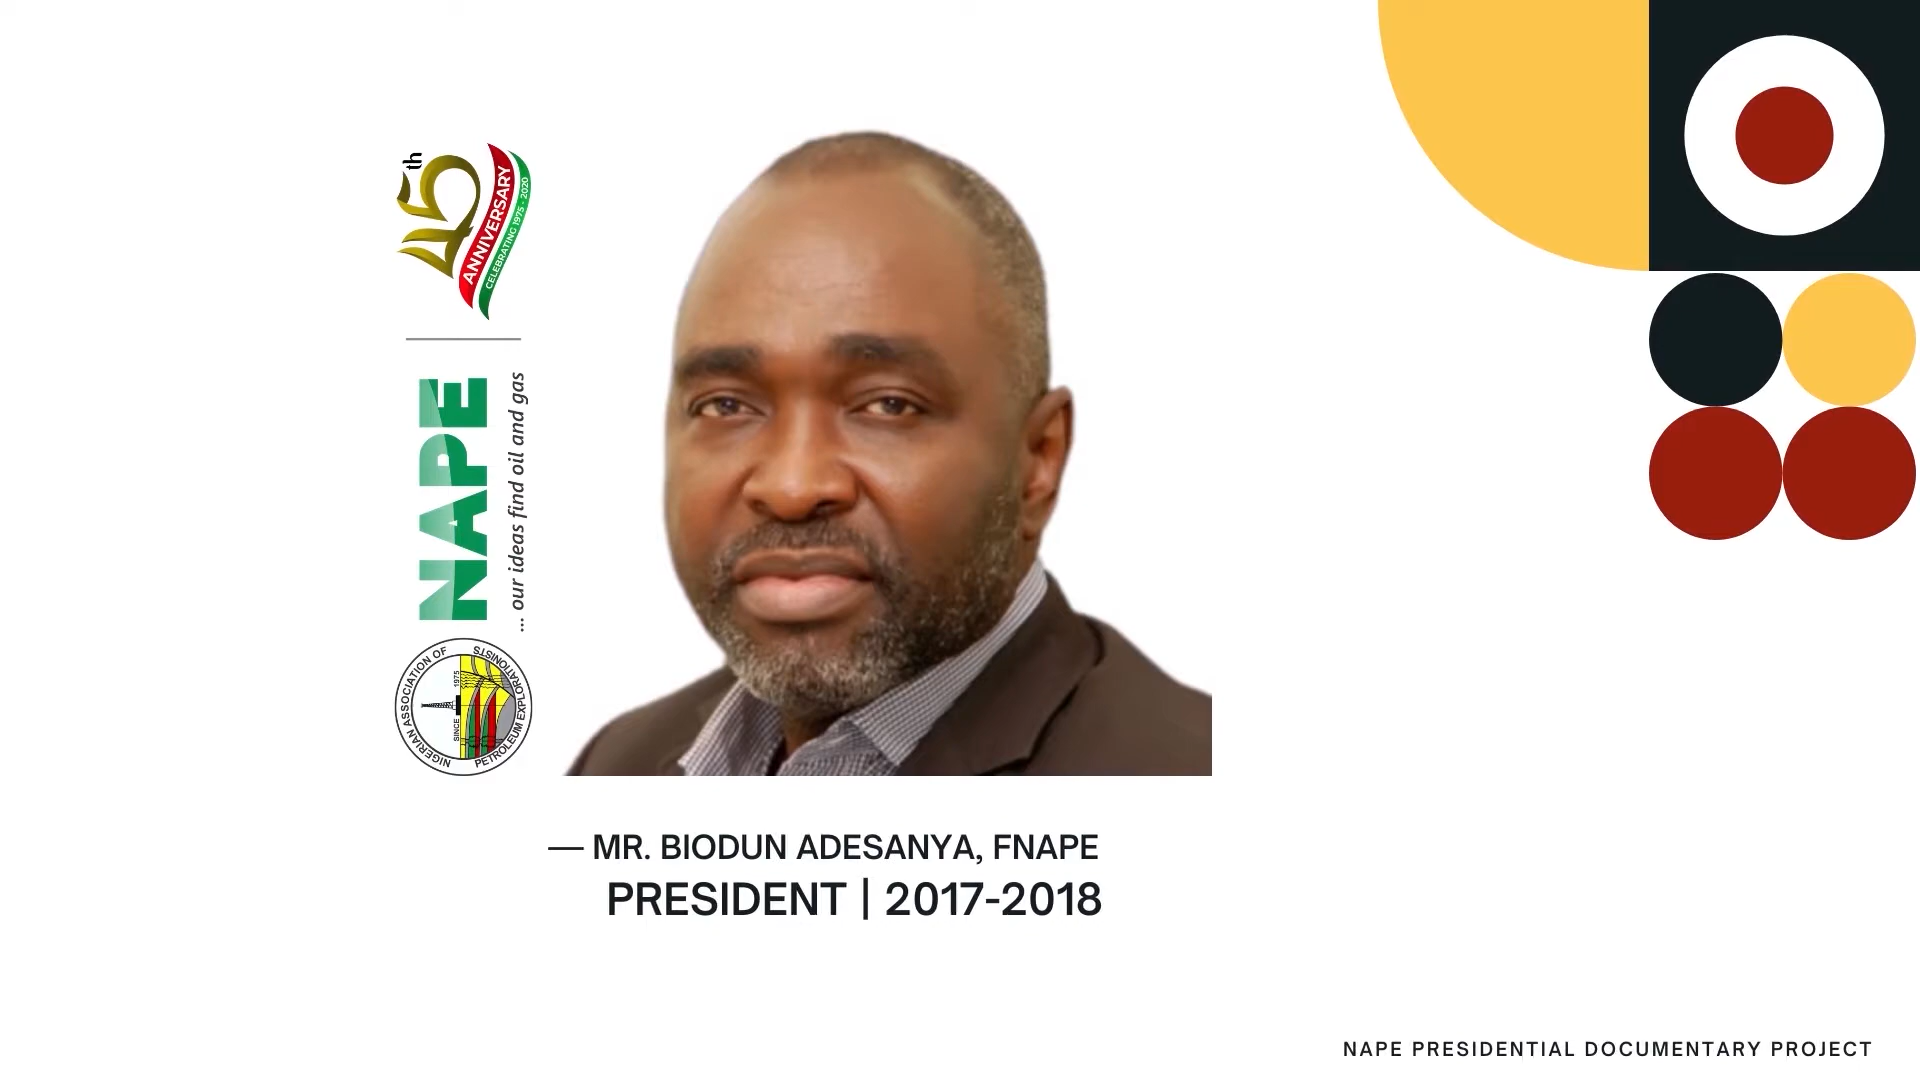 45th
ANNIVERSARY
CELEBRATING 1975 - 2020
NAPE
... our ideas find oil and gas
NIGERIAN ASSOCIATION OF
PETROLEUM EXPLORATIONISTS
SINCE 1975
— MR. BIODUN ADESANYA, FNAPE
PRESIDENT | 2017-2018
NAPE PRESIDENTIAL DOCUMENTARY PROJECT